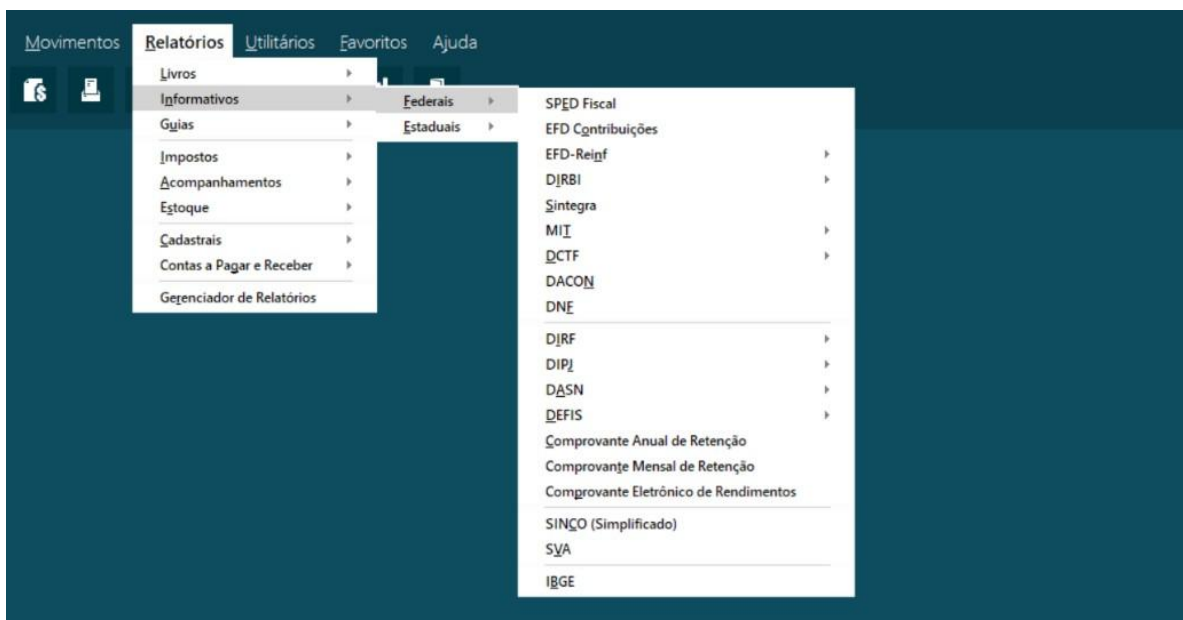 Movimentos Relatórios Utilitários Favoritos Ajuda
Livros
Informativos
Guias
Impostos
Acompanhamentos
Estoque
Cadastrais
Contas a Pagar e Receber
Gerenciador de Relatórios
Federais
Estaduais
SPED Fiscal
EFD Contribuições
EFD-Reinf
DIRBI
Sintegra
MIT
DCTF
DACON
DNF
DIRF
DIPJ
DASN
DEFIS
Comprovante Anual de Retenção
Comprovante Mensal de Retenção
Comprovante Eletrônico de Rendimentos
SINCO (Simplificado)
SVA
IBGE